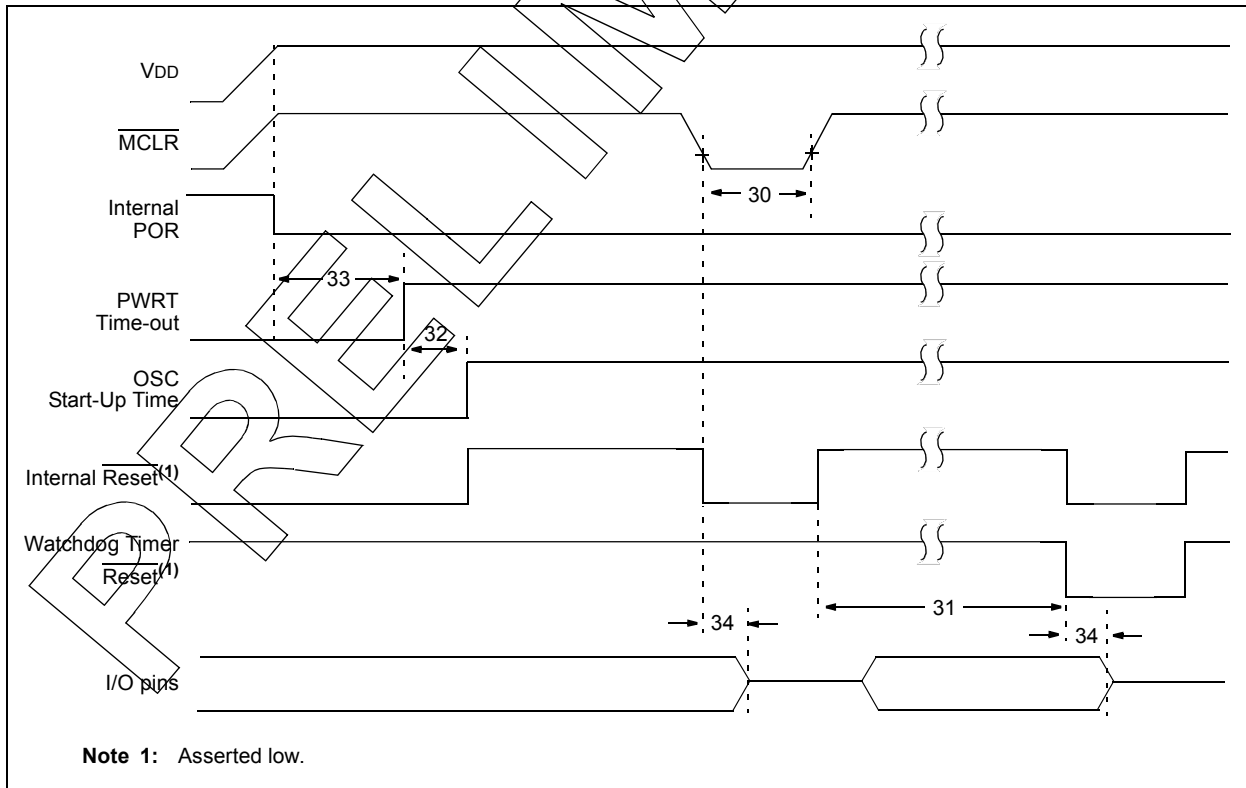 VDD
MCLR
30
Internal
POR
33
PWRT
Time-out
32
OSC
Start-Up Time
Internal Reset(1)
Watchdog Timer
Reset(1)
31
34
34
I/O pins
Note 1: Asserted low.
PRELIM